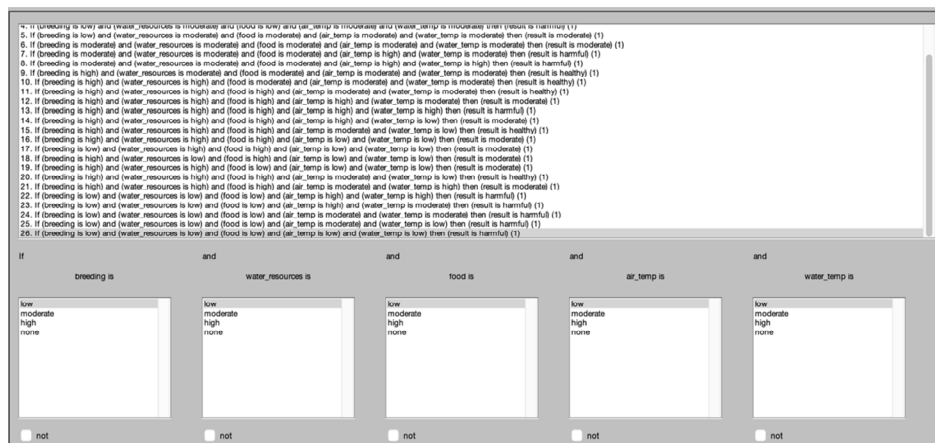 4. If (breeding is low) and (water_resources is moderate) and (food is moderate) and (air_temp is moderate) and (water_temp is moderate) then (result is harmful) (1)
5. If (breeding is low) and (water_resources is moderate) and (food is moderate) and (air_temp is moderate) and (water_temp is moderate) then (result is moderate) (1)
6. If (breeding is moderate) and (water_resources is moderate) and (food is moderate) and (air_temp is moderate) and (water_temp is moderate) then (result is moderate) (1)
7. If (breeding is moderate) and (water_resources is moderate) and (food is moderate) and (air_temp is high) and (water_temp is moderate) then (result is harmful) (1)
8. If (breeding is moderate) and (water_resources is moderate) and (food is moderate) and (air_temp is high) and (water_temp is high) then (result is harmful) (1)
9. If (breeding is high) and (water_resources is moderate) and (food is moderate) and (air_temp is moderate) and (water_temp is moderate) then (result is healthy) (1)
10. If (breeding is high) and (water_resources is high) and (food is moderate) and (air_temp is moderate) and (water_temp is moderate) then (result is healthy) (1)
11. If (breeding is high) and (water_resources is high) and (food is high) and (air_temp is moderate) and (water_temp is moderate) then (result is healthy) (1)
12. If (breeding is high) and (water_resources is high) and (food is high) and (air_temp is high) and (water_temp is moderate) then (result is moderate) (1)
13. If (breeding is high) and (water_resources is high) and (food is high) and (air_temp is high) and (water_temp is high) then (result is harmful) (1)
14. If (breeding is high) and (water_resources is high) and (food is high) and (air_temp is high) and (water_temp is low) then (result is moderate) (1)
15. If (breeding is high) and (water_resources is high) and (food is high) and (air_temp is moderate) and (water_temp is low) then (result is healthy) (1)
16. If (breeding is high) and (water_resources is high) and (food is high) and (air_temp is low) and (water_temp is low) then (result is moderate) (1)
17. If (breeding is low) and (water_resources is high) and (food is high) and (air_temp is low) and (water_temp is low) then (result is moderate) (1)
18. If (breeding is high) and (water_resources is low) and (food is high) and (air_temp is low) and (water_temp is low) then (result is moderate) (1)
19. If (breeding is high) and (water_resources is high) and (food is low) and (air_temp is low) and (water_temp is low) then (result is moderate) (1)
20. If (breeding is high) and (water_resources is high) and (food is high) and (air_temp is moderate) and (water_temp is low) then (result is healthy) (1)
21. If (breeding is high) and (water_resources is high) and (food is high) and (air_temp is moderate) and (water_temp is high) then (result is moderate) (1)
22. If (breeding is low) and (water_resources is low) and (food is low) and (air_temp is high) and (water_temp is high) then (result is harmful) (1)
23. If (breeding is low) and (water_resources is low) and (food is low) and (air_temp is high) and (water_temp is moderate) then (result is harmful) (1)
24. If (breeding is low) and (water_resources is low) and (food is low) and (air_temp is moderate) and (water_temp is moderate) then (result is harmful) (1)
25. If (breeding is low) and (water_resources is low) and (food is low) and (air_temp is moderate) and (water_temp is low) then (result is harmful) (1)
26. If (breeding is low) and (water_resources is low) and (food is low) and (air_temp is low) and (water_temp is low) then (result is harmful) (1)
If and and and and
breeding is water_resources is food is air_temp is water_temp is
low low low low low
moderate moderate moderate moderate moderate
high high high high high
none none none none none
not not not not not